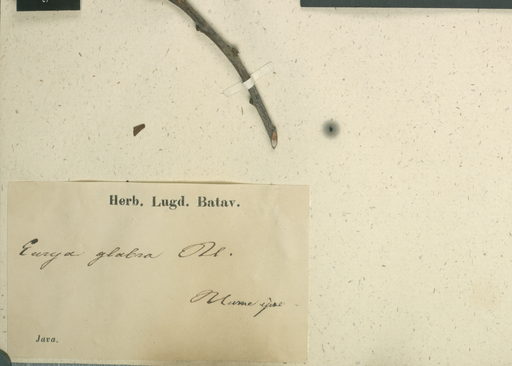 Herb. Lugd. Batav.
Eurya glabra Bl.
Blume ipse
Java.